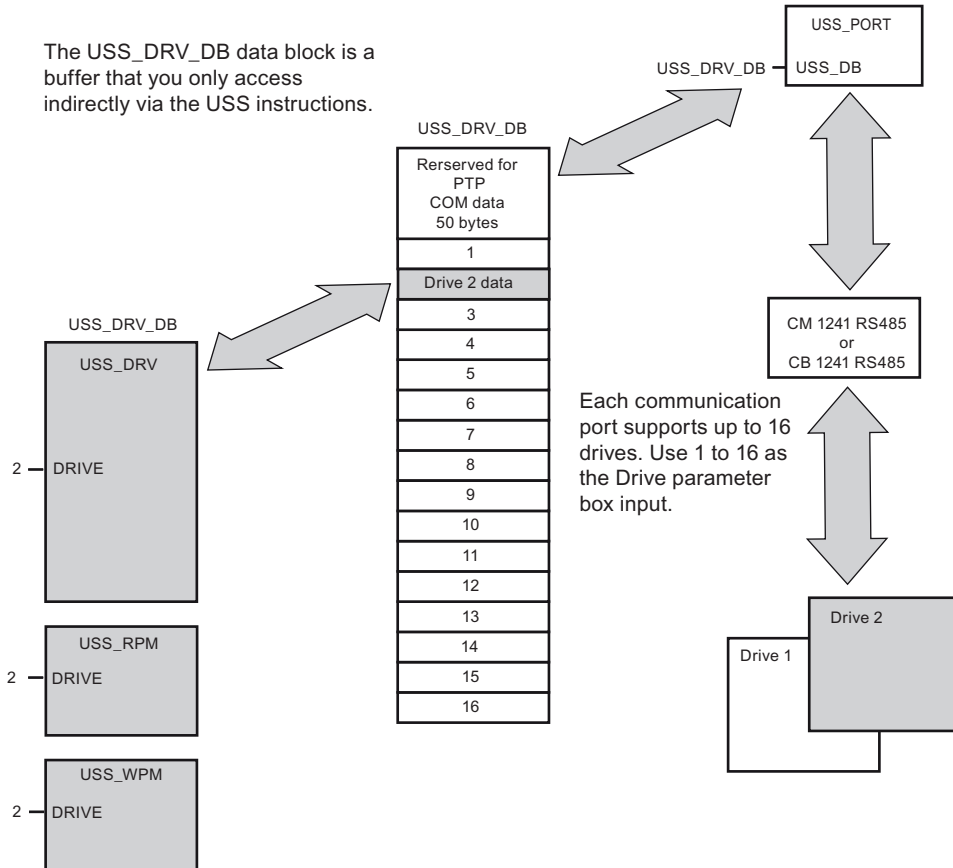 The USS_DRV_DB data block is a
buffer that you only access
indirectly via the USS instructions.
USS_PORT
USS_DRV_DB
USS_DB
USS_DRV_DB
Rerserved for
PTP
COM data
50 bytes
1
Drive 2 data
3
4
5
6
7
8
9
10
11
12
13
14
15
16
USS_DRV_DB
USS_DRV
2
DRIVE
USS_RPM
2
DRIVE
USS_WPM
2
DRIVE
CM 1241 RS485
or
CB 1241 RS485
Each communication
port supports up to 16
drives. Use 1 to 16 as
the Drive parameter
box input.
Drive 2
Drive 1